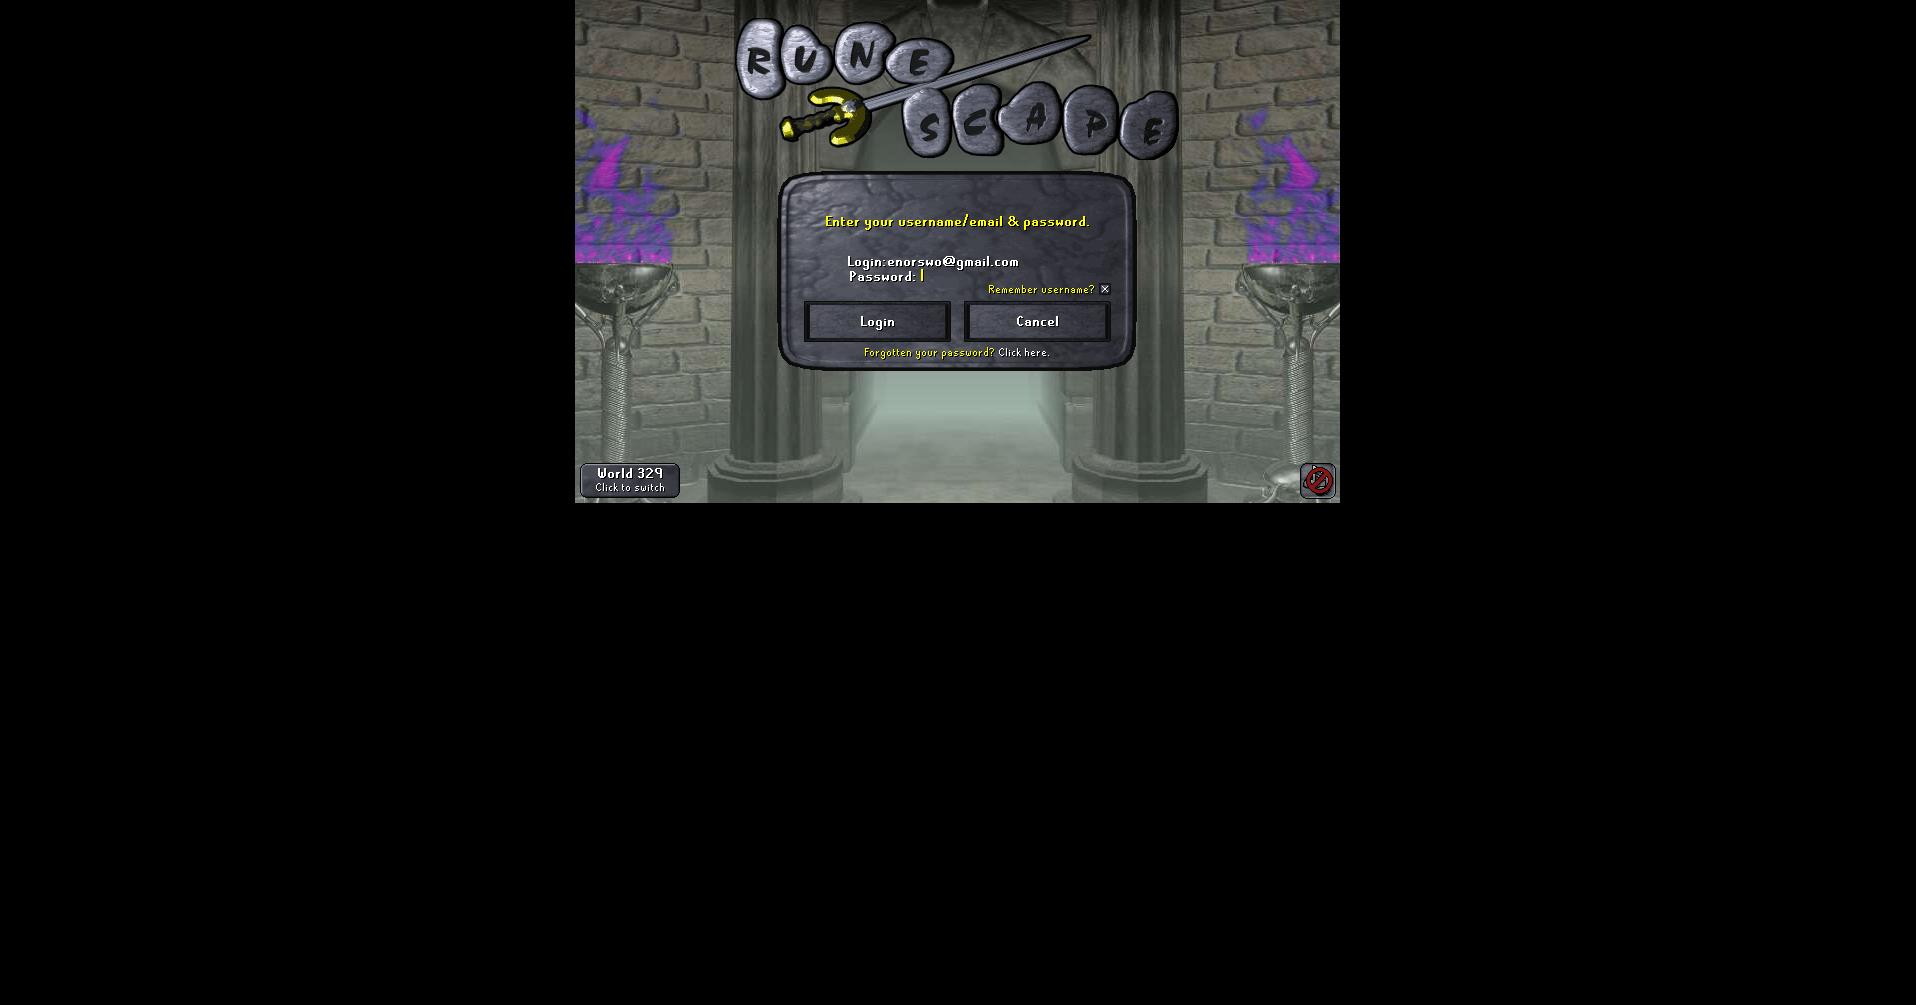 RUNE
SCAPE
Enter your username/email & password.
Login:enorswo@gmail.com
Password:
Remember username?
Login Cancel
Forgotten your password? Click here.
World 329
Click to switch